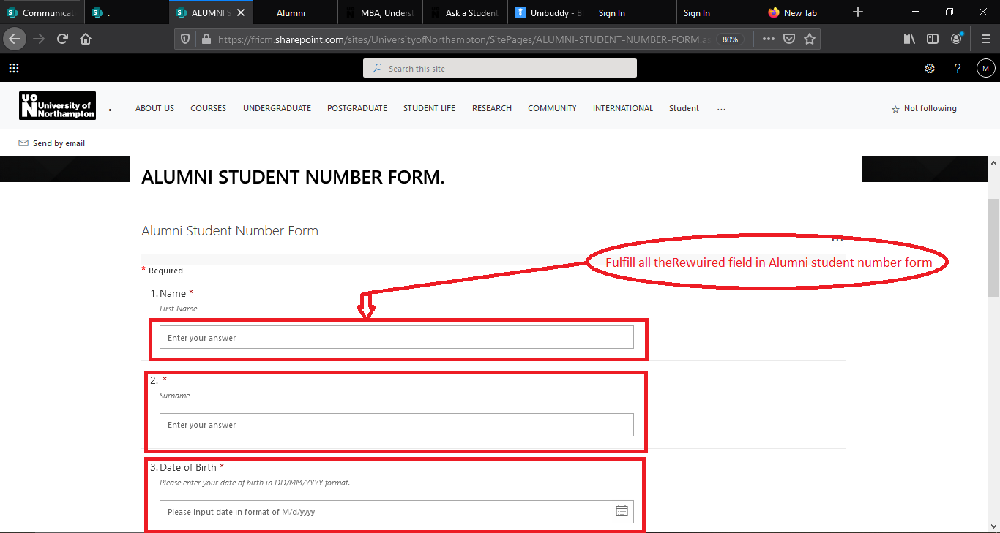 Communicati
.
ALUMNI S
Alumni
MBA, Underst
Ask a Student
Unibuddy - B
Sign In
Sign In
New Tab
https://fricm.sharepoint.com/sites/UniversityofNorthampton/SitePages/ALUMNI-STUDENT-NUMBER-FORM.as
80%
Search this site
?
M
UON University of Northampton
.
ABOUT US
COURSES
UNDERGRADUATE
POSTGRADUATE
STUDENT LIFE
RESEARCH
COMMUNITY
INTERNATIONAL
Student
...
Not following
Send by email
ALUMNI STUDENT NUMBER FORM.
Alumni Student Number Form
Fulfill all theRewuired field in Alumni student number form
* Required
1. Name *
First Name
Enter your answer
2. *
Surname
Enter your answer
3. Date of Birth *
Please enter your date of birth in DD/MM/YYYY format.
Please input date in format of M/d/yyyy